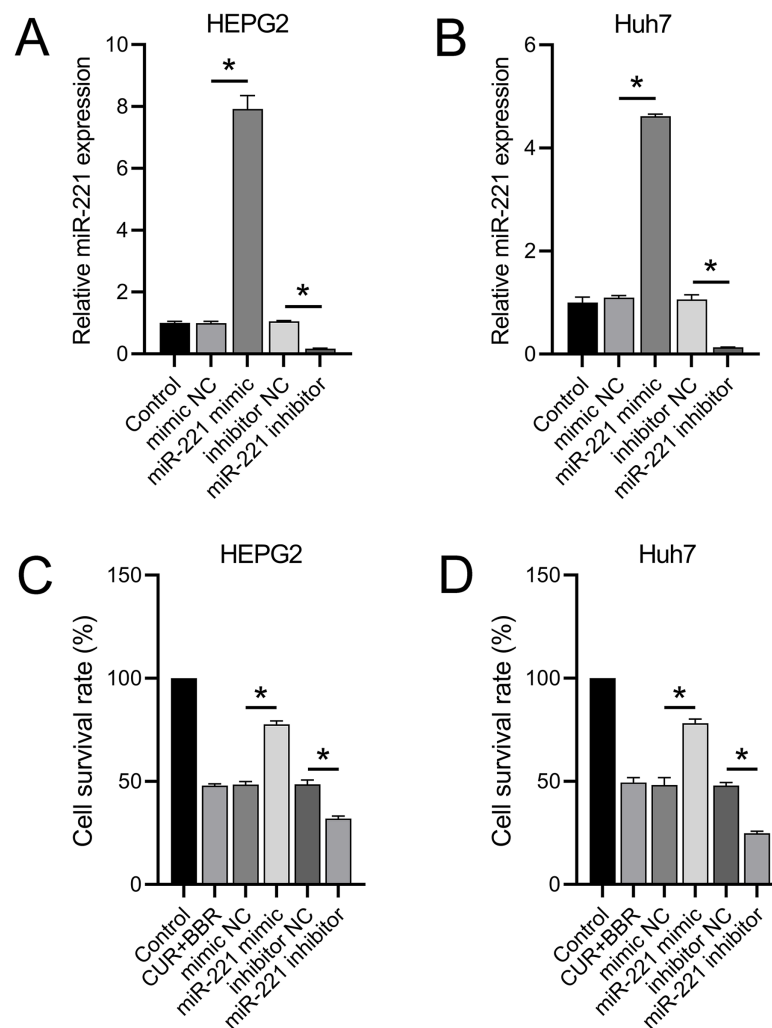 A
HEPG2
Relative miR-221 expression
10
8
6
4
2
0
*
*
Control
mimic NC
miR-221 mimic
inhibitor NC
miR-221 inhibitor
B
Huh7
Relative miR-221 expression
6
4
2
0
*
*
Control
mimic NC
miR-221 mimic
inhibitor NC
miR-221 inhibitor
C
HEPG2
Cell survival rate (%)
150
100
50
0
*
*
Control
CUR+BBR
mimic NC
miR-221 mimic
inhibitor NC
miR-221 inhibitor
D
Huh7
Cell survival rate (%)
150
100
50
0
*
*
Control
CUR+BBR
mimic NC
miR-221 mimic
inhibitor NC
miR-221 inhibitor